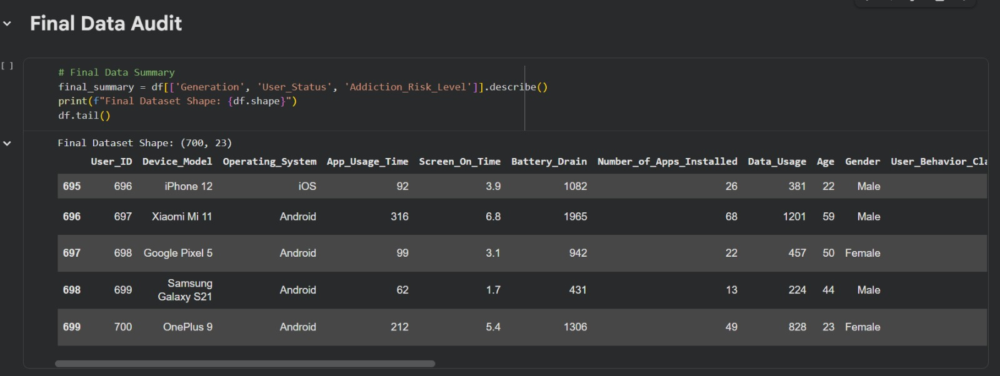 Final Data Audit
[ ]
# Final Data Summary
final_summary = df[['Generation', 'User_Status', 'Addiction_Risk_Level']].describe()
print(f"Final Dataset Shape: {df.shape}")
df.tail()
Final Dataset Shape: (700, 23)
User_ID Device_Model Operating_System App_Usage_Time Screen_On_Time Battery_Drain Number_of_Apps_Installed Data_Usage Age Gender User_Behavior_Cla
695 696 iPhone 12 iOS 92 3.9 1082 26 381 22 Male
696 697 Xiaomi Mi 11 Android 316 6.8 1965 68 1201 59 Male
697 698 Google Pixel 5 Android 99 3.1 942 22 457 50 Female
698 699 Samsung Galaxy S21 Android 62 1.7 431 13 224 44 Male
699 700 OnePlus 9 Android 212 5.4 1306 49 828 23 Female